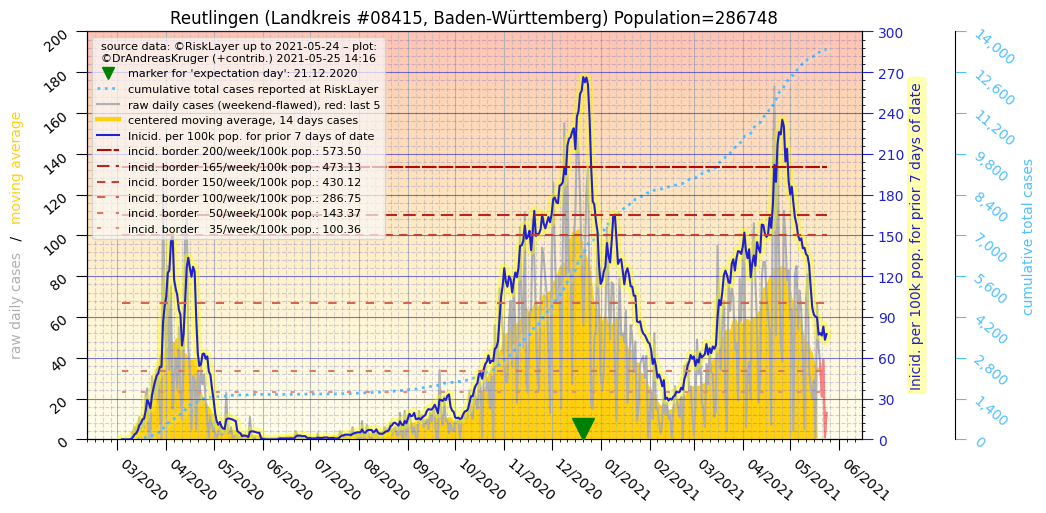 Reutlingen (Landkreis #08415, Baden-Württemberg) Population=286748
source data: ©RiskLayer up to 2021-05-24 – plot:
©DrAndreasKruger (+contrib.) 2021-05-25 14:16
marker for 'expectation day': 21.12.2020
cumulative total cases reported at RiskLayer
raw daily cases (weekend-flawed), red: last 5
centered moving average, 14 days cases
Inicid. per 100k pop. for prior 7 days of date
incid. border 200/week/100k pop.: 573.50
incid. border 165/week/100k pop.: 473.13
incid. border 150/week/100k pop.: 430.12
incid. border 100/week/100k pop.: 286.75
incid. border   50/week/100k pop.: 143.37
incid. border   35/week/100k pop.: 100.36
raw daily cases / moving average
200
180
160
140
120
100
80
60
40
20
0
300
270
240
210
180
150
120
90
60
30
0
Inicid. per 100k pop. for prior 7 days of date
14,000
12,600
11,200
9,800
8,400
7,000
5,600
4,200
2,800
1,400
0
cumulative total cases
03/2020
04/2020
05/2020
06/2020
07/2020
08/2020
09/2020
10/2020
11/2020
12/2020
01/2021
02/2021
03/2021
04/2021
05/2021
06/2021